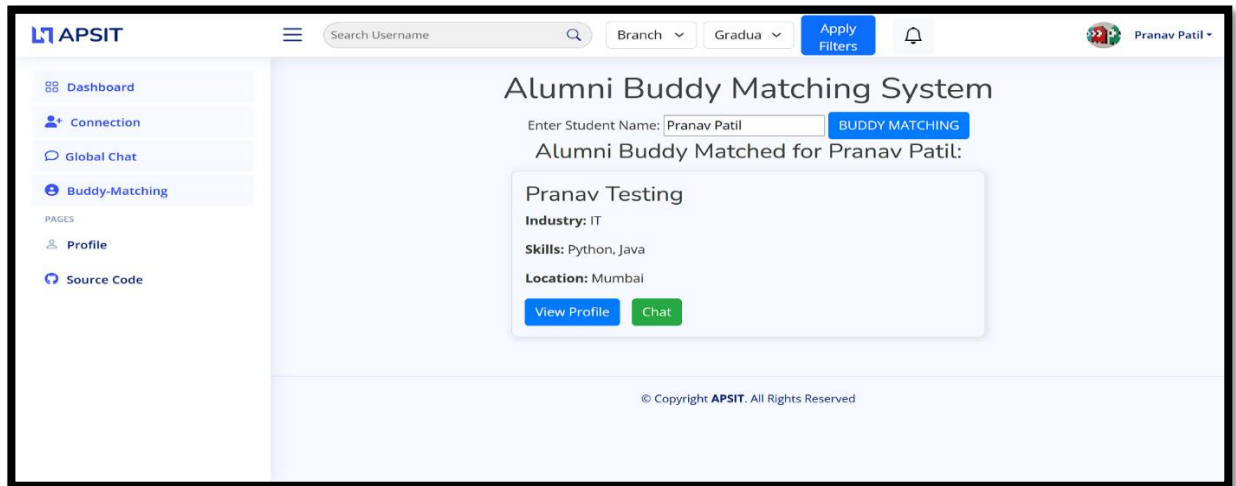 APSIT
Search Username
Branch
Gradua
Apply
Filters
Pranav Patil
Dashboard
Connection
Global Chat
Buddy-Matching
PAGES
Profile
Source Code
Alumni Buddy Matching System
Enter Student Name: Pranav Patil BUDDY MATCHING
Alumni Buddy Matched for Pranav Patil:
Pranav Testing
Industry: IT
Skills: Python, Java
Location: Mumbai
View Profile Chat
© Copyright APSIT. All Rights Reserved